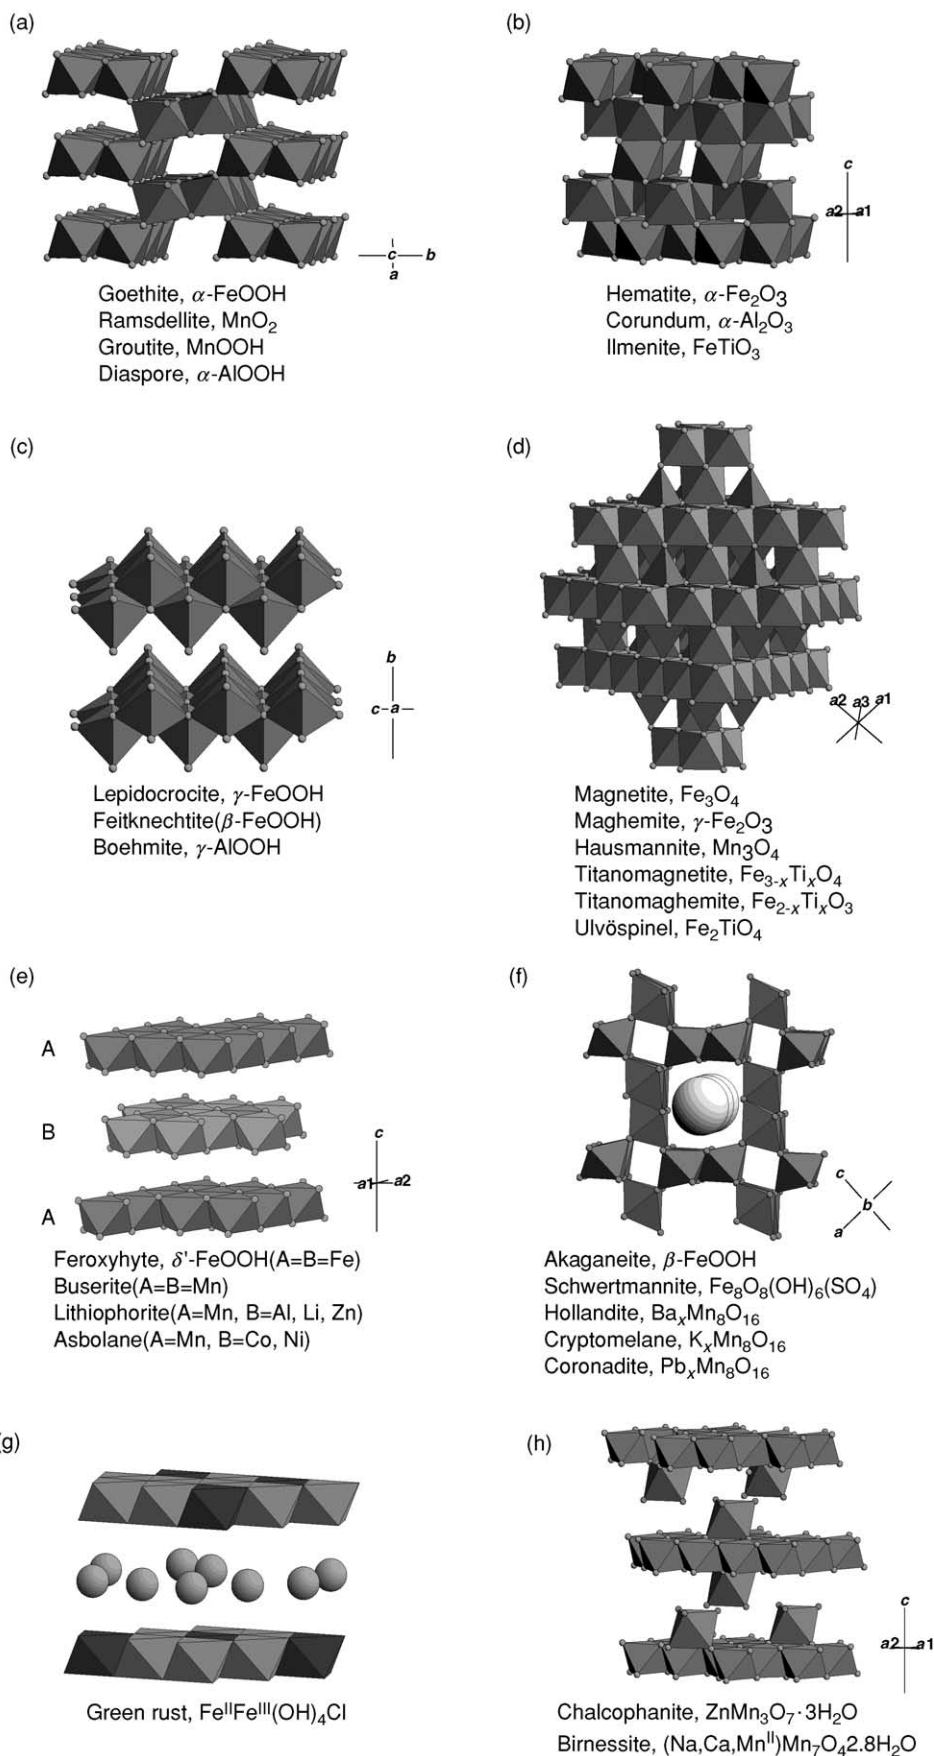 (a)
(b)
c
a2 a1
c b
a
Goethite, α-FeOOH
Ramsdellite, MnO₂
Groutite, MnOOH
Diaspore, α-AlOOH
Hematite, α-Fe₂O₃
Corundum, α-Al₂O₃
Ilmenite, FeTiO₃
(c)
(d)
b
c a
a2 a3 a1
Lepidocrocite, γ-FeOOH
Feitknechtite(β-FeOOH)
Boehmite, γ-AlOOH
Magnetite, Fe₃O₄
Maghemite, γ-Fe₂O₃
Hausmannite, Mn₃O₄
Titanomagnetite, Fe₃₋ₓTiₓO₄
Titanomaghemite, Fe₂₋ₓTiₓO₃
Ulvöspinel, Fe₂TiO₄
(e)
(f)
A
B
A
c
a1 a2
c
b
a
Feroxyhyte, δ'-FeOOH(A=B=Fe)
Buserite(A=B=Mn)
Lithiophorite(A=Mn, B=Al, Li, Zn)
Asbolane(A=Mn, B=Co, Ni)
Akaganeite, β-FeOOH
Schwertmannite, Fe₈O₈(OH)₆(SO₄)
Hollandite, BaₓMn₈O₁₆
Cryptomelane, KₓMn₈O₁₆
Coronadite, PbₓMn₈O₁₆
g)
(h)
c
a2 a1
Green rust, FeᴵᴵFeᴵᴵᴵ(OH)₄Cl
Chalcophanite, ZnMn₃O₇·3H₂O
Birnessite, (Na,Ca,Mnᴵᴵ)Mn₇O₄2.8H₂O